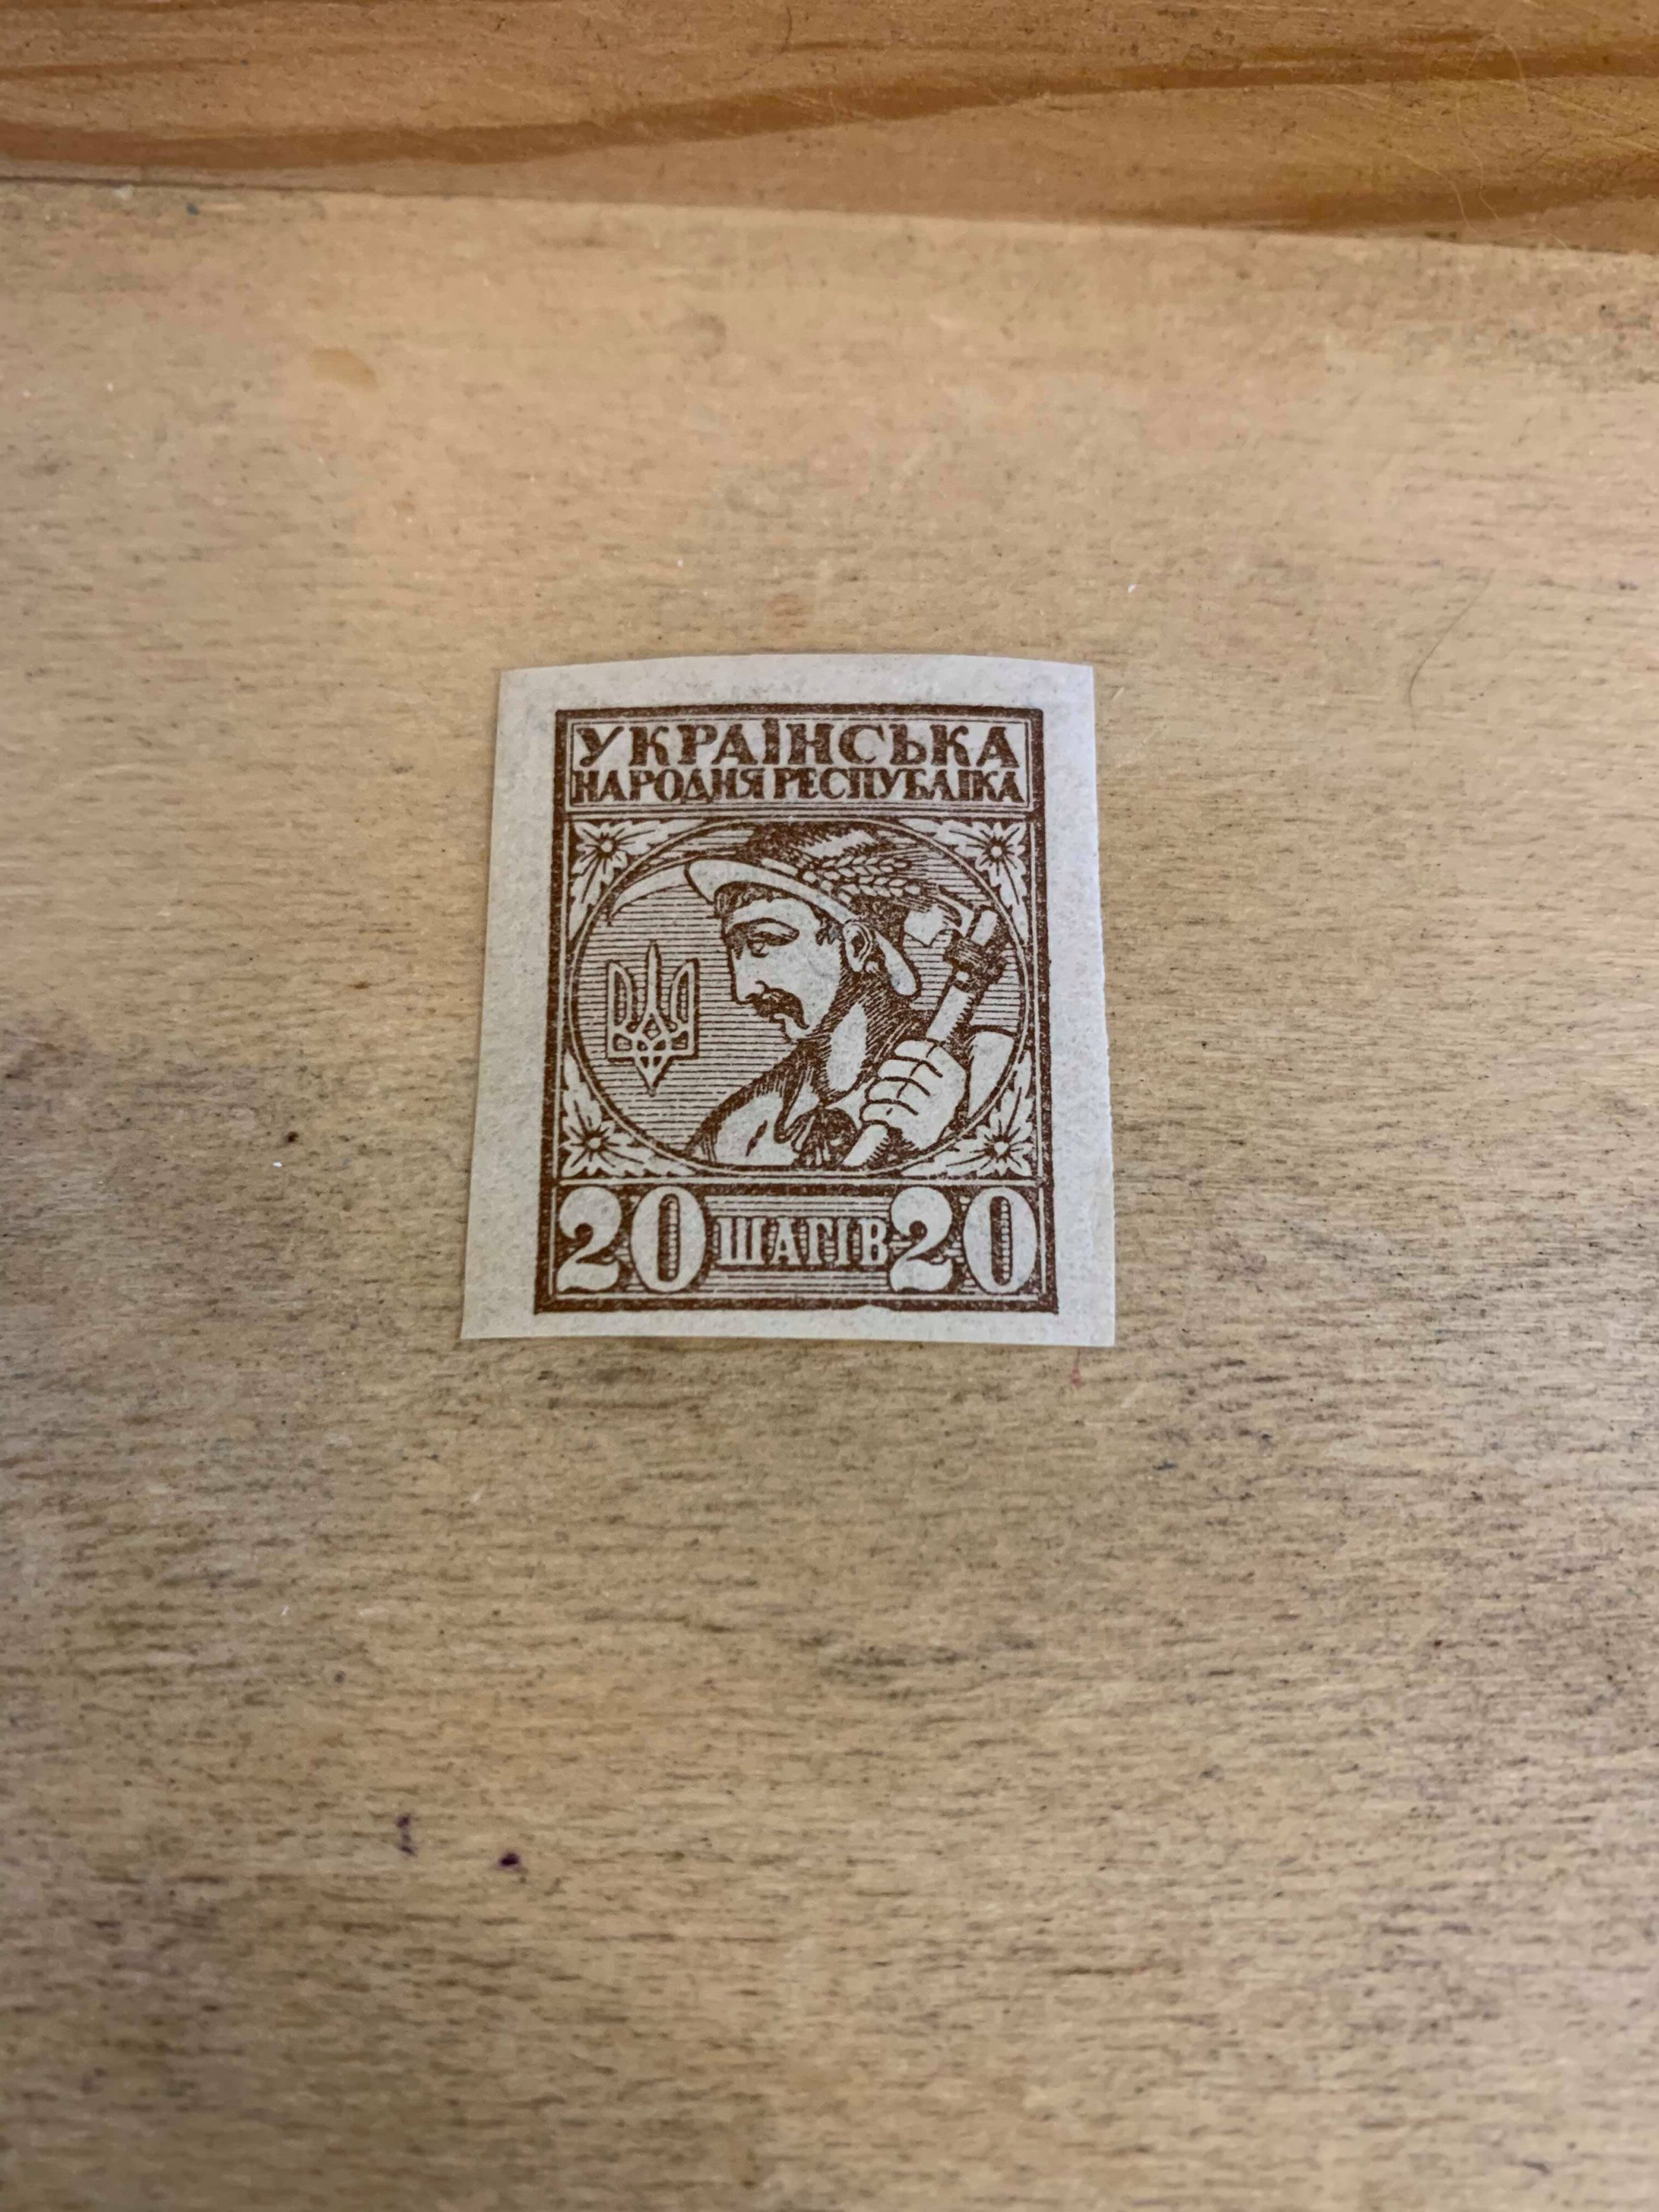 УКРАЇНСЬКА
НАРОДНЯ РЕСПУБЛІКА
20 ШАГІВ 20